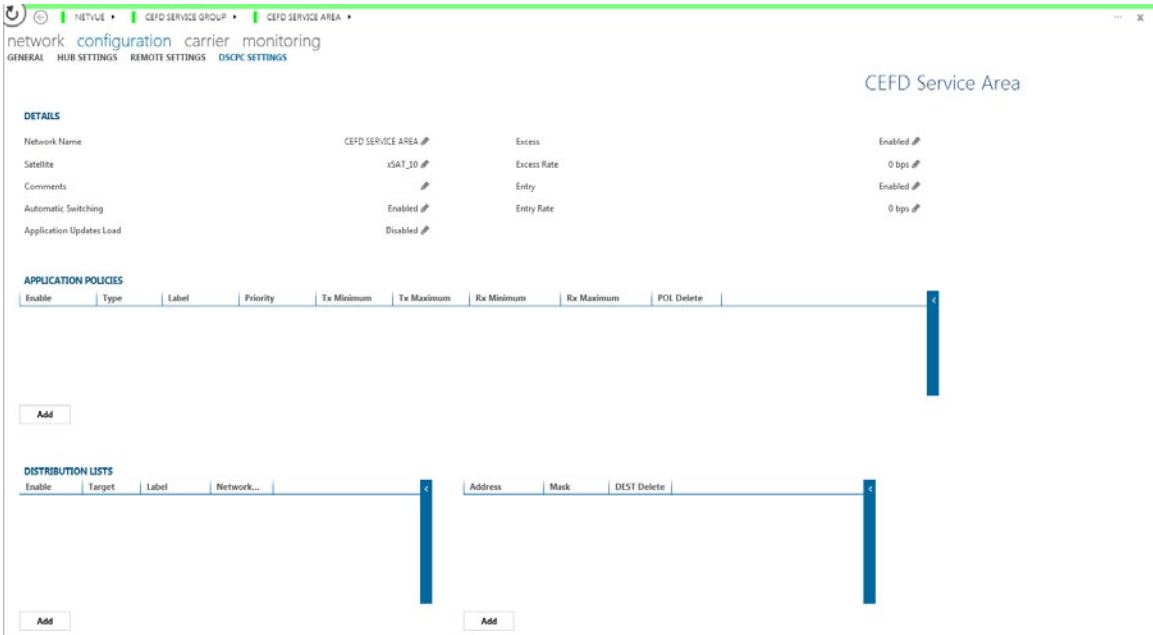 NETVUE CEFD SERVICE GROUP CEFD SERVICE AREA ... x
network configuration carrier monitoring
GENERAL HUB SETTINGS REMOTE SETTINGS DSCPC SETTINGS
CEFD Service Area
DETAILS
Network Name CEFD SERVICE AREA Excess Enabled
Satellite xSAT_10 Excess Rate 0 bps
Comments Entry Enabled
Automatic Switching Enabled Entry Rate 0 bps
Application Updates Load Disabled
APPLICATION POLICIES
Enable Type Label Priority Tx Minimum Tx Maximum Rx Minimum Rx Maximum POL Delete
Add
DISTRIBUTION LISTS
Enable Target Label Network... Address Mask DEST Delete
Add Add